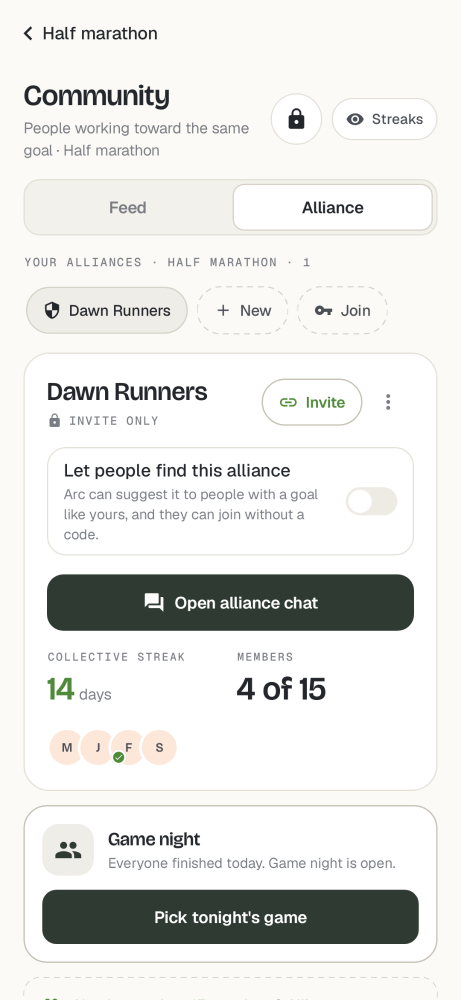 Half marathon
Community
People working toward the same
goal · Half marathon
Streaks
Feed
Alliance
YOUR ALLIANCES · HALF MARATHON · 1
Dawn Runners
New
Join
Dawn Runners
INVITE ONLY
Invite
Let people find this alliance
Arc can suggest it to people with a goal
like yours, and they can join without a
code.
Open alliance chat
COLLECTIVE STREAK
MEMBERS
14 days
4 of 15
M J F S
Game night
Everyone finished today. Game night is open.
Pick tonight's game